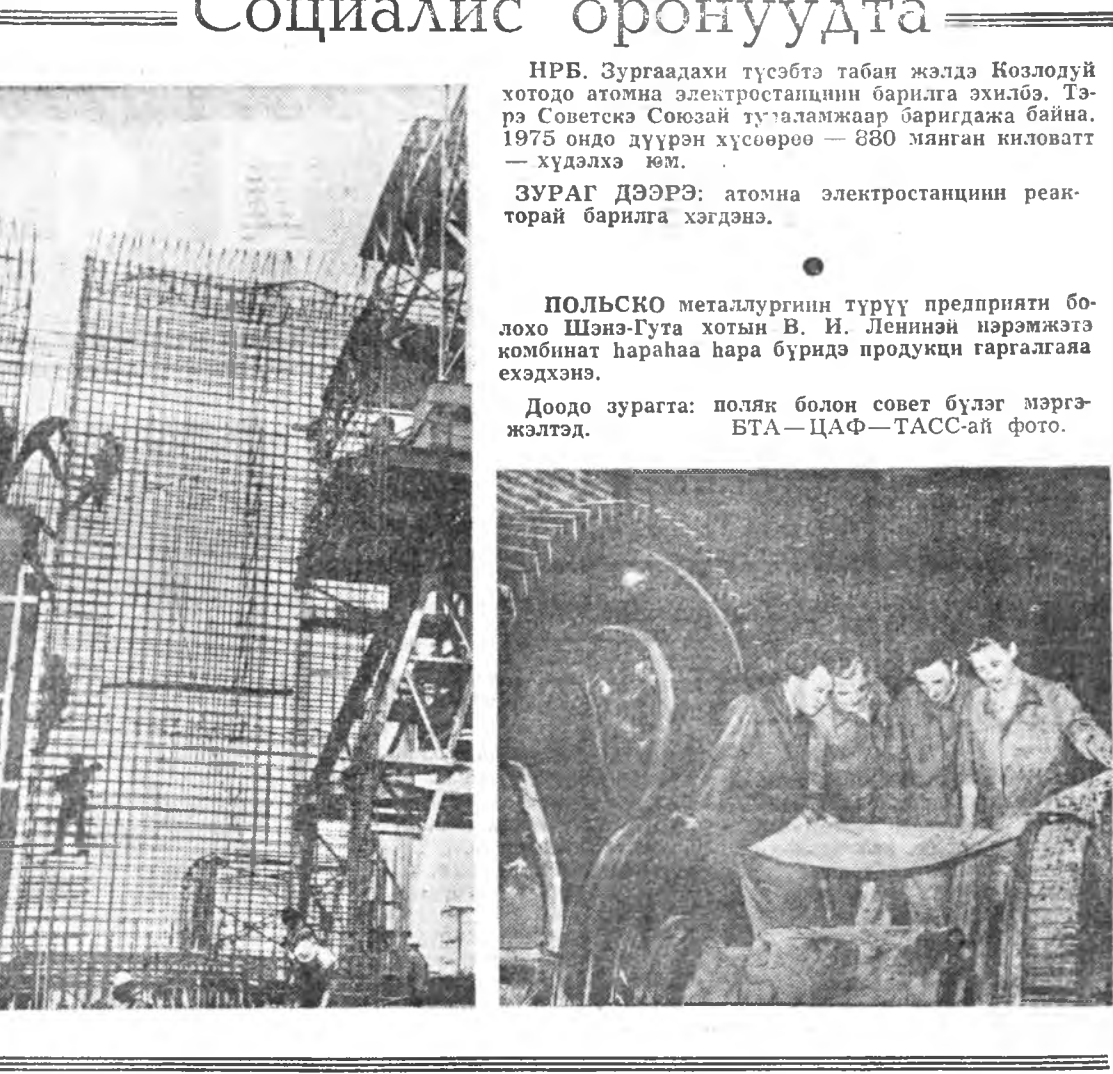 Социалис оронуудта
НРБ. Зургаадахи түсэбтэ табан жэлдэ Козлодуй
хотодо атомна электростанциин барилга эхилбэ. Тэ-
рэ Советскэ Союзай баригдажа байна.
1975 ондо дүүрэн хүсөөрөө — 880 мянган киловатт
— хүдэлхэ юм.
ЗУРАГ ДЭЭРЭ: атомна электростанциин реак-
торай барилга хэгдэнэ.
ПОЛЬСКО металлургиин түрүү предприяти бо-
лохо Шэнэ-Гута хотын В. И. Ленинэй нэрэмжэтэ
комбинат һараһаа һара бүридэ продукци гаргалгаяа
ехэдхэнэ.
Доодо зурагта: поляк болон совет бүлэг мэргэ-
жэлтэд. БТА—ЦАФ—ТАСС-ай фото.